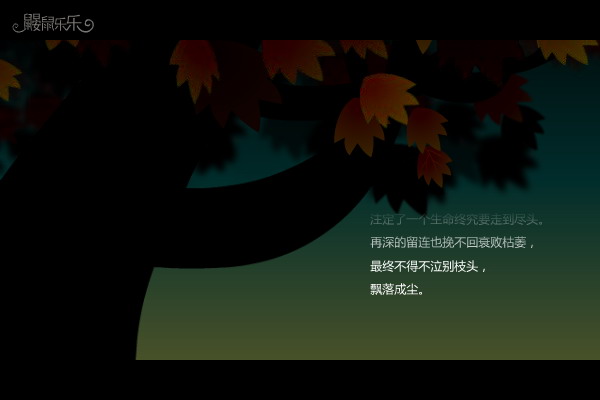 鼹鼠乐乐
注定了一个生命终究要走到尽头。
再深的留连也挽不回衰败枯萎，
最终不得不泣别枝头，
飘落成尘。